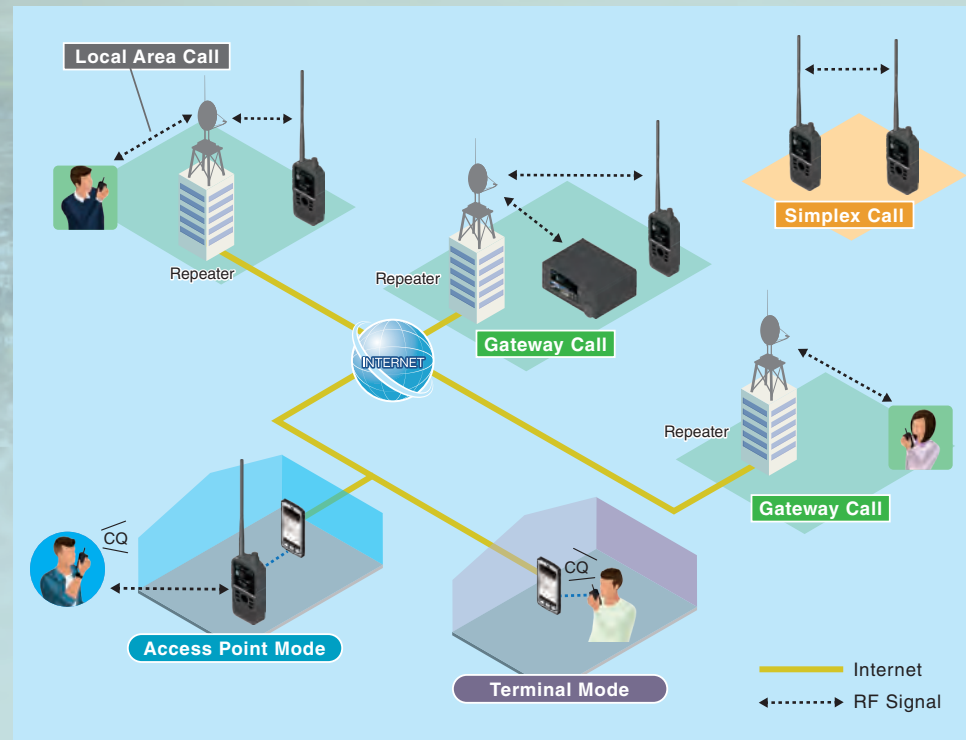 Local Area Call
Repeater
Repeater
Gateway Call
Simplex Call
INTERNET
Repeater
Gateway Call
CQ
Access Point Mode
CQ
Terminal Mode
Internet
RF Signal